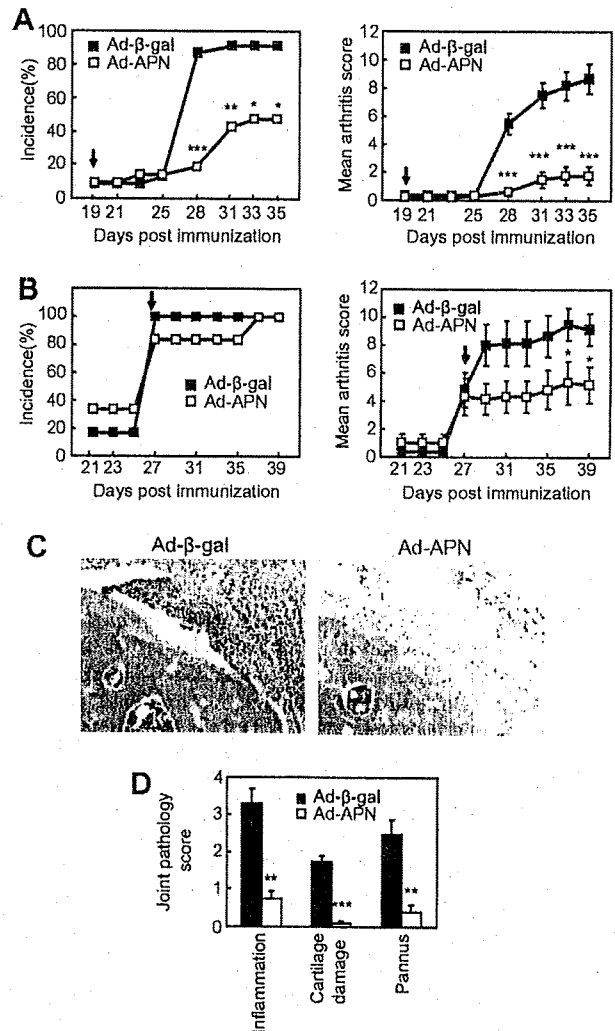 A
Incidence(%)
100
80
60
40
20
0
Ad-β-gal
Ad-APN
***
**
*
*
19 21 25 28 31 33 35
Days post immunization
Mean arthritis score
12
10
8
6
4
2
0
Ad-β-gal
Ad-APN
***
***
***
***
19 21 25 28 31 33 35
Days post immunization
B
Incidence(%)
100
80
60
40
20
0
Ad-β-gal
Ad-APN
21 23 27 31 35 39
Days post immunization
Mean arthritis score
12
10
8
6
4
2
0
Ad-β-gal
Ad-APN
*
*
21 23 27 31 35 39
Days post immunization
C
Ad-β-gal
Ad-APN
D
Joint pathology
score
4
3
2
1
0
Ad-β-gal
Ad-APN
**
***
**
Inflammation
Cartilage
damage
Pannus